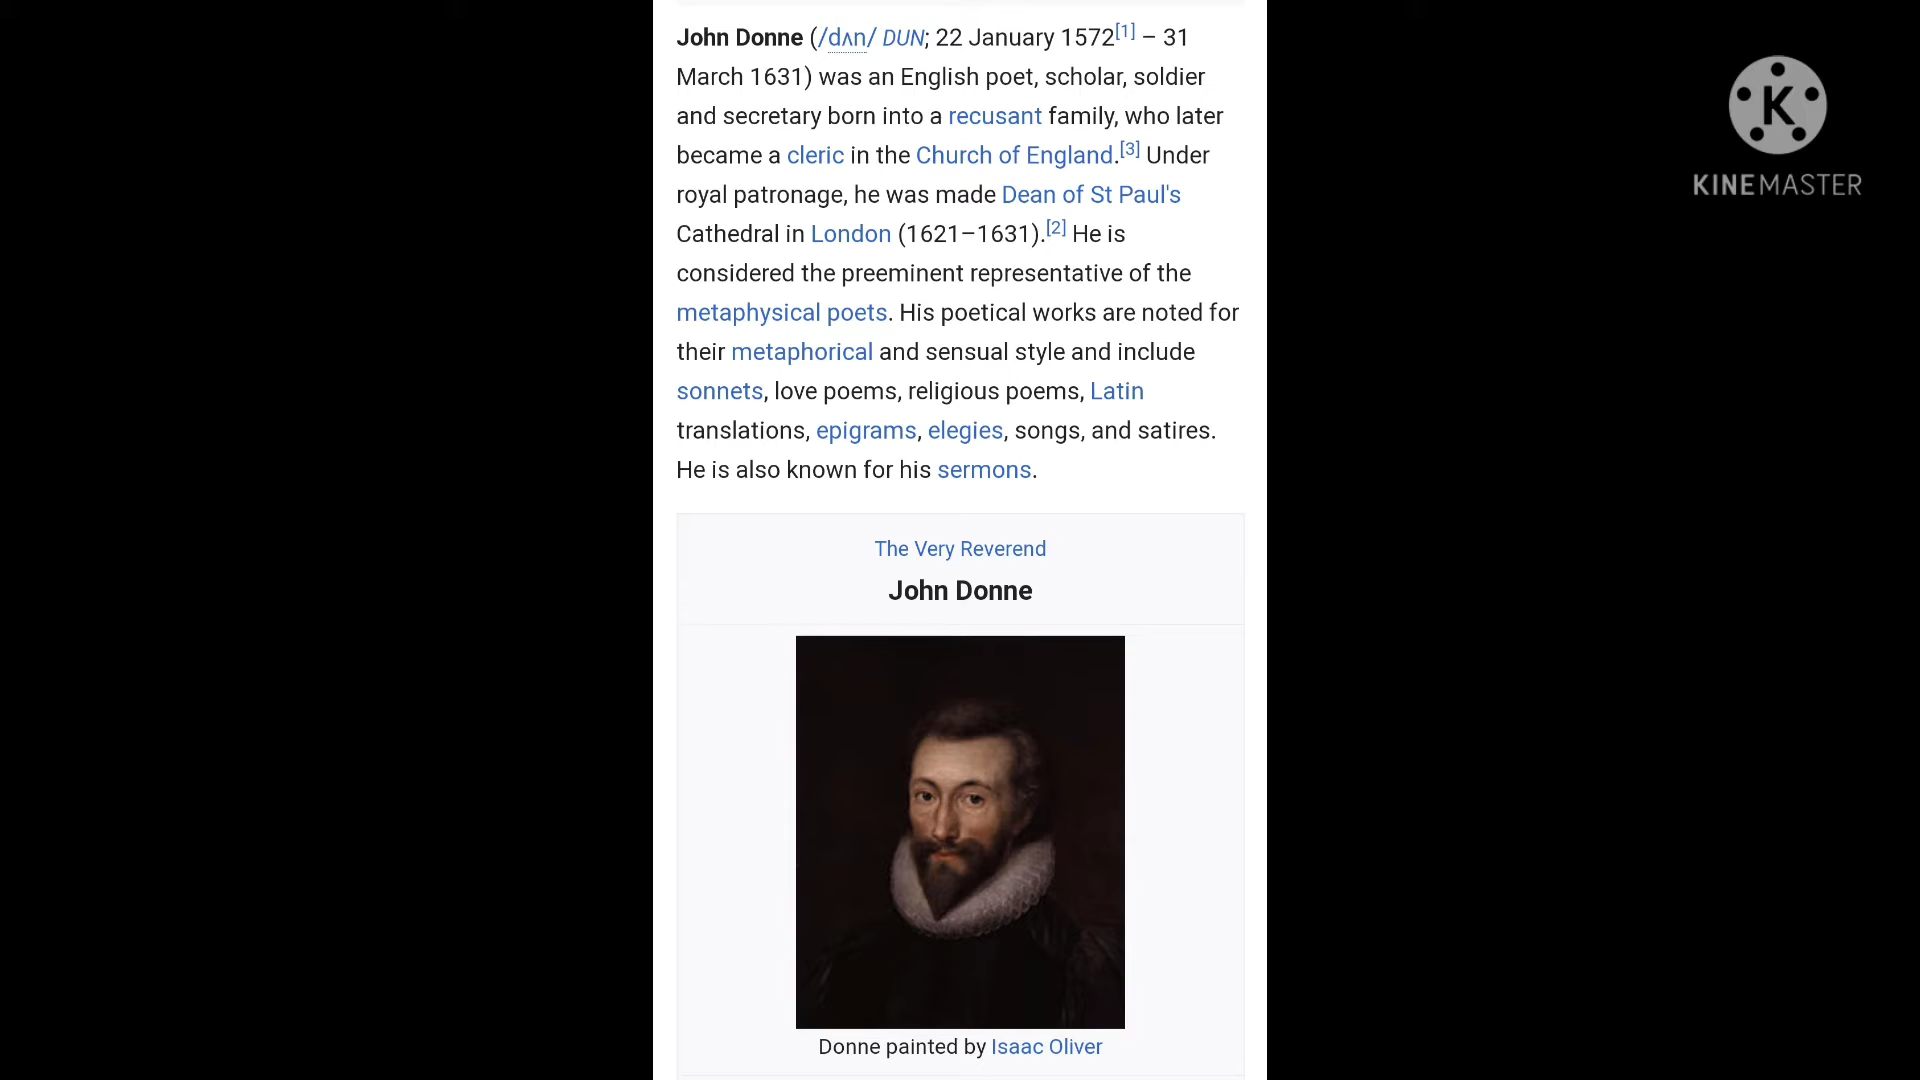 John Donne (/dʌn/ DUN; 22 January 1572[1] – 31
March 1631) was an English poet, scholar, soldier
and secretary born into a recusant family, who later
became a cleric in the Church of England.[3] Under
royal patronage, he was made Dean of St Paul's
Cathedral in London (1621–1631).[2] He is
considered the preeminent representative of the
metaphysical poets. His poetical works are noted for
their metaphorical and sensual style and include
sonnets, love poems, religious poems, Latin
translations, epigrams, elegies, songs, and satires.
He is also known for his sermons.
The Very Reverend
John Donne
Donne painted by Isaac Oliver
K
KINEMASTER